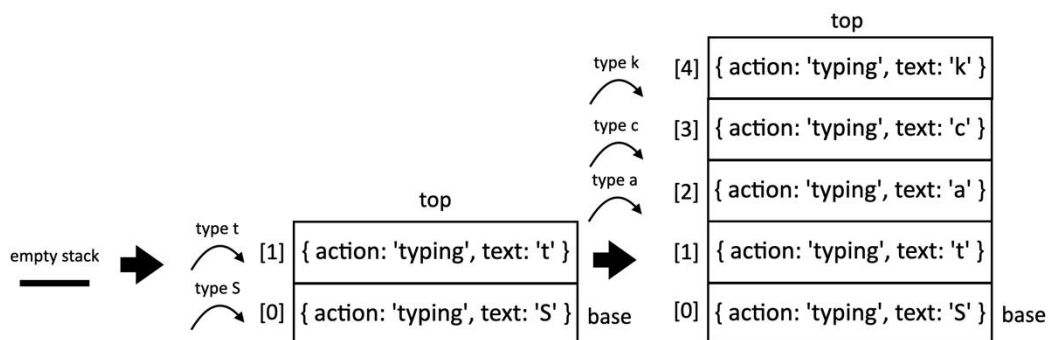 empty stack
top
type t
[1]
{ action: 'typing', text: 't' }
type S
[0]
{ action: 'typing', text: 'S' }
base
top
type k
[4]
{ action: 'typing', text: 'k' }
type c
[3]
{ action: 'typing', text: 'c' }
type a
[2]
{ action: 'typing', text: 'a' }
[1]
{ action: 'typing', text: 't' }
[0]
{ action: 'typing', text: 'S' }
base